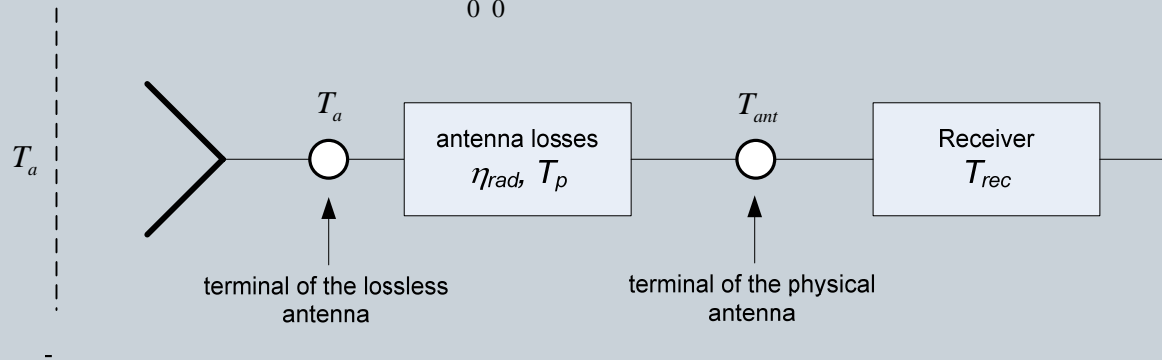 0 0
T_a
T_a
antenna losses
η_rad, T_p
T_ant
Receiver
T_rec
terminal of the lossless
antenna
terminal of the physical
antenna